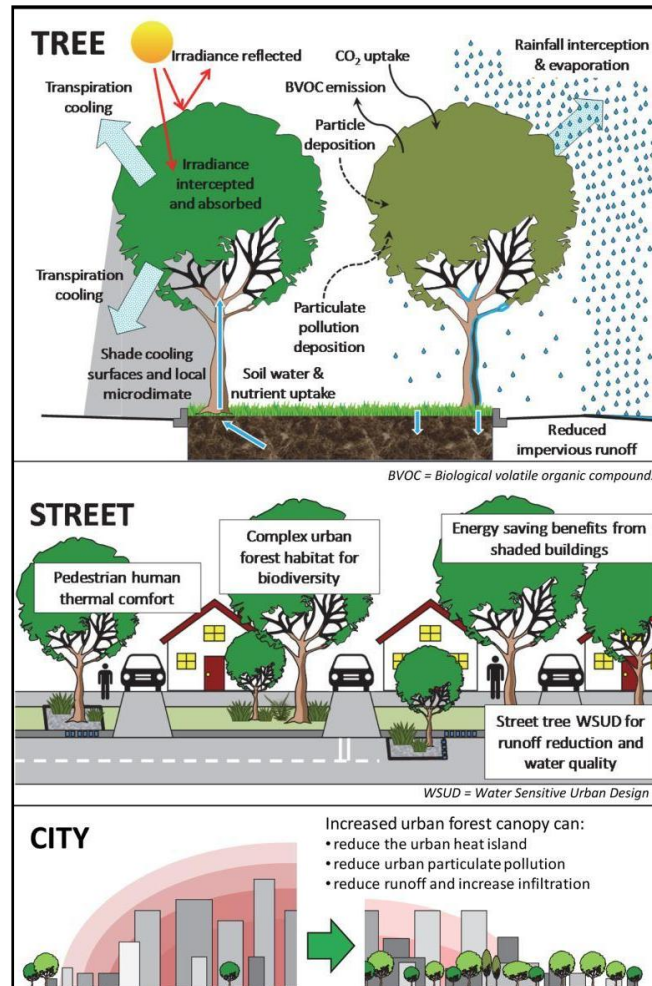 TREE
Irradiance reflected
Transpiration
cooling
Irradiance
intercepted
and absorbed
Transpiration
cooling
Shade cooling
surfaces and local
microclimate
Soil water &
nutrient uptake
CO₂ uptake
BVOC emission
Particle
deposition
Particulate
pollution
deposition
Rainfall interception
& evaporation
Reduced
impervious runoff
BVOC = Biological volatile organic compound
STREET
Pedestrian human
thermal comfort
Complex urban
forest habitat for
biodiversity
Energy saving benefits from
shaded buildings
Street tree WSUD for
runoff reduction and
water quality
WSUD = Water Sensitive Urban Design
CITY
Increased urban forest canopy can:
• reduce the urban heat island
• reduce urban particulate pollution
• reduce runoff and increase infiltration